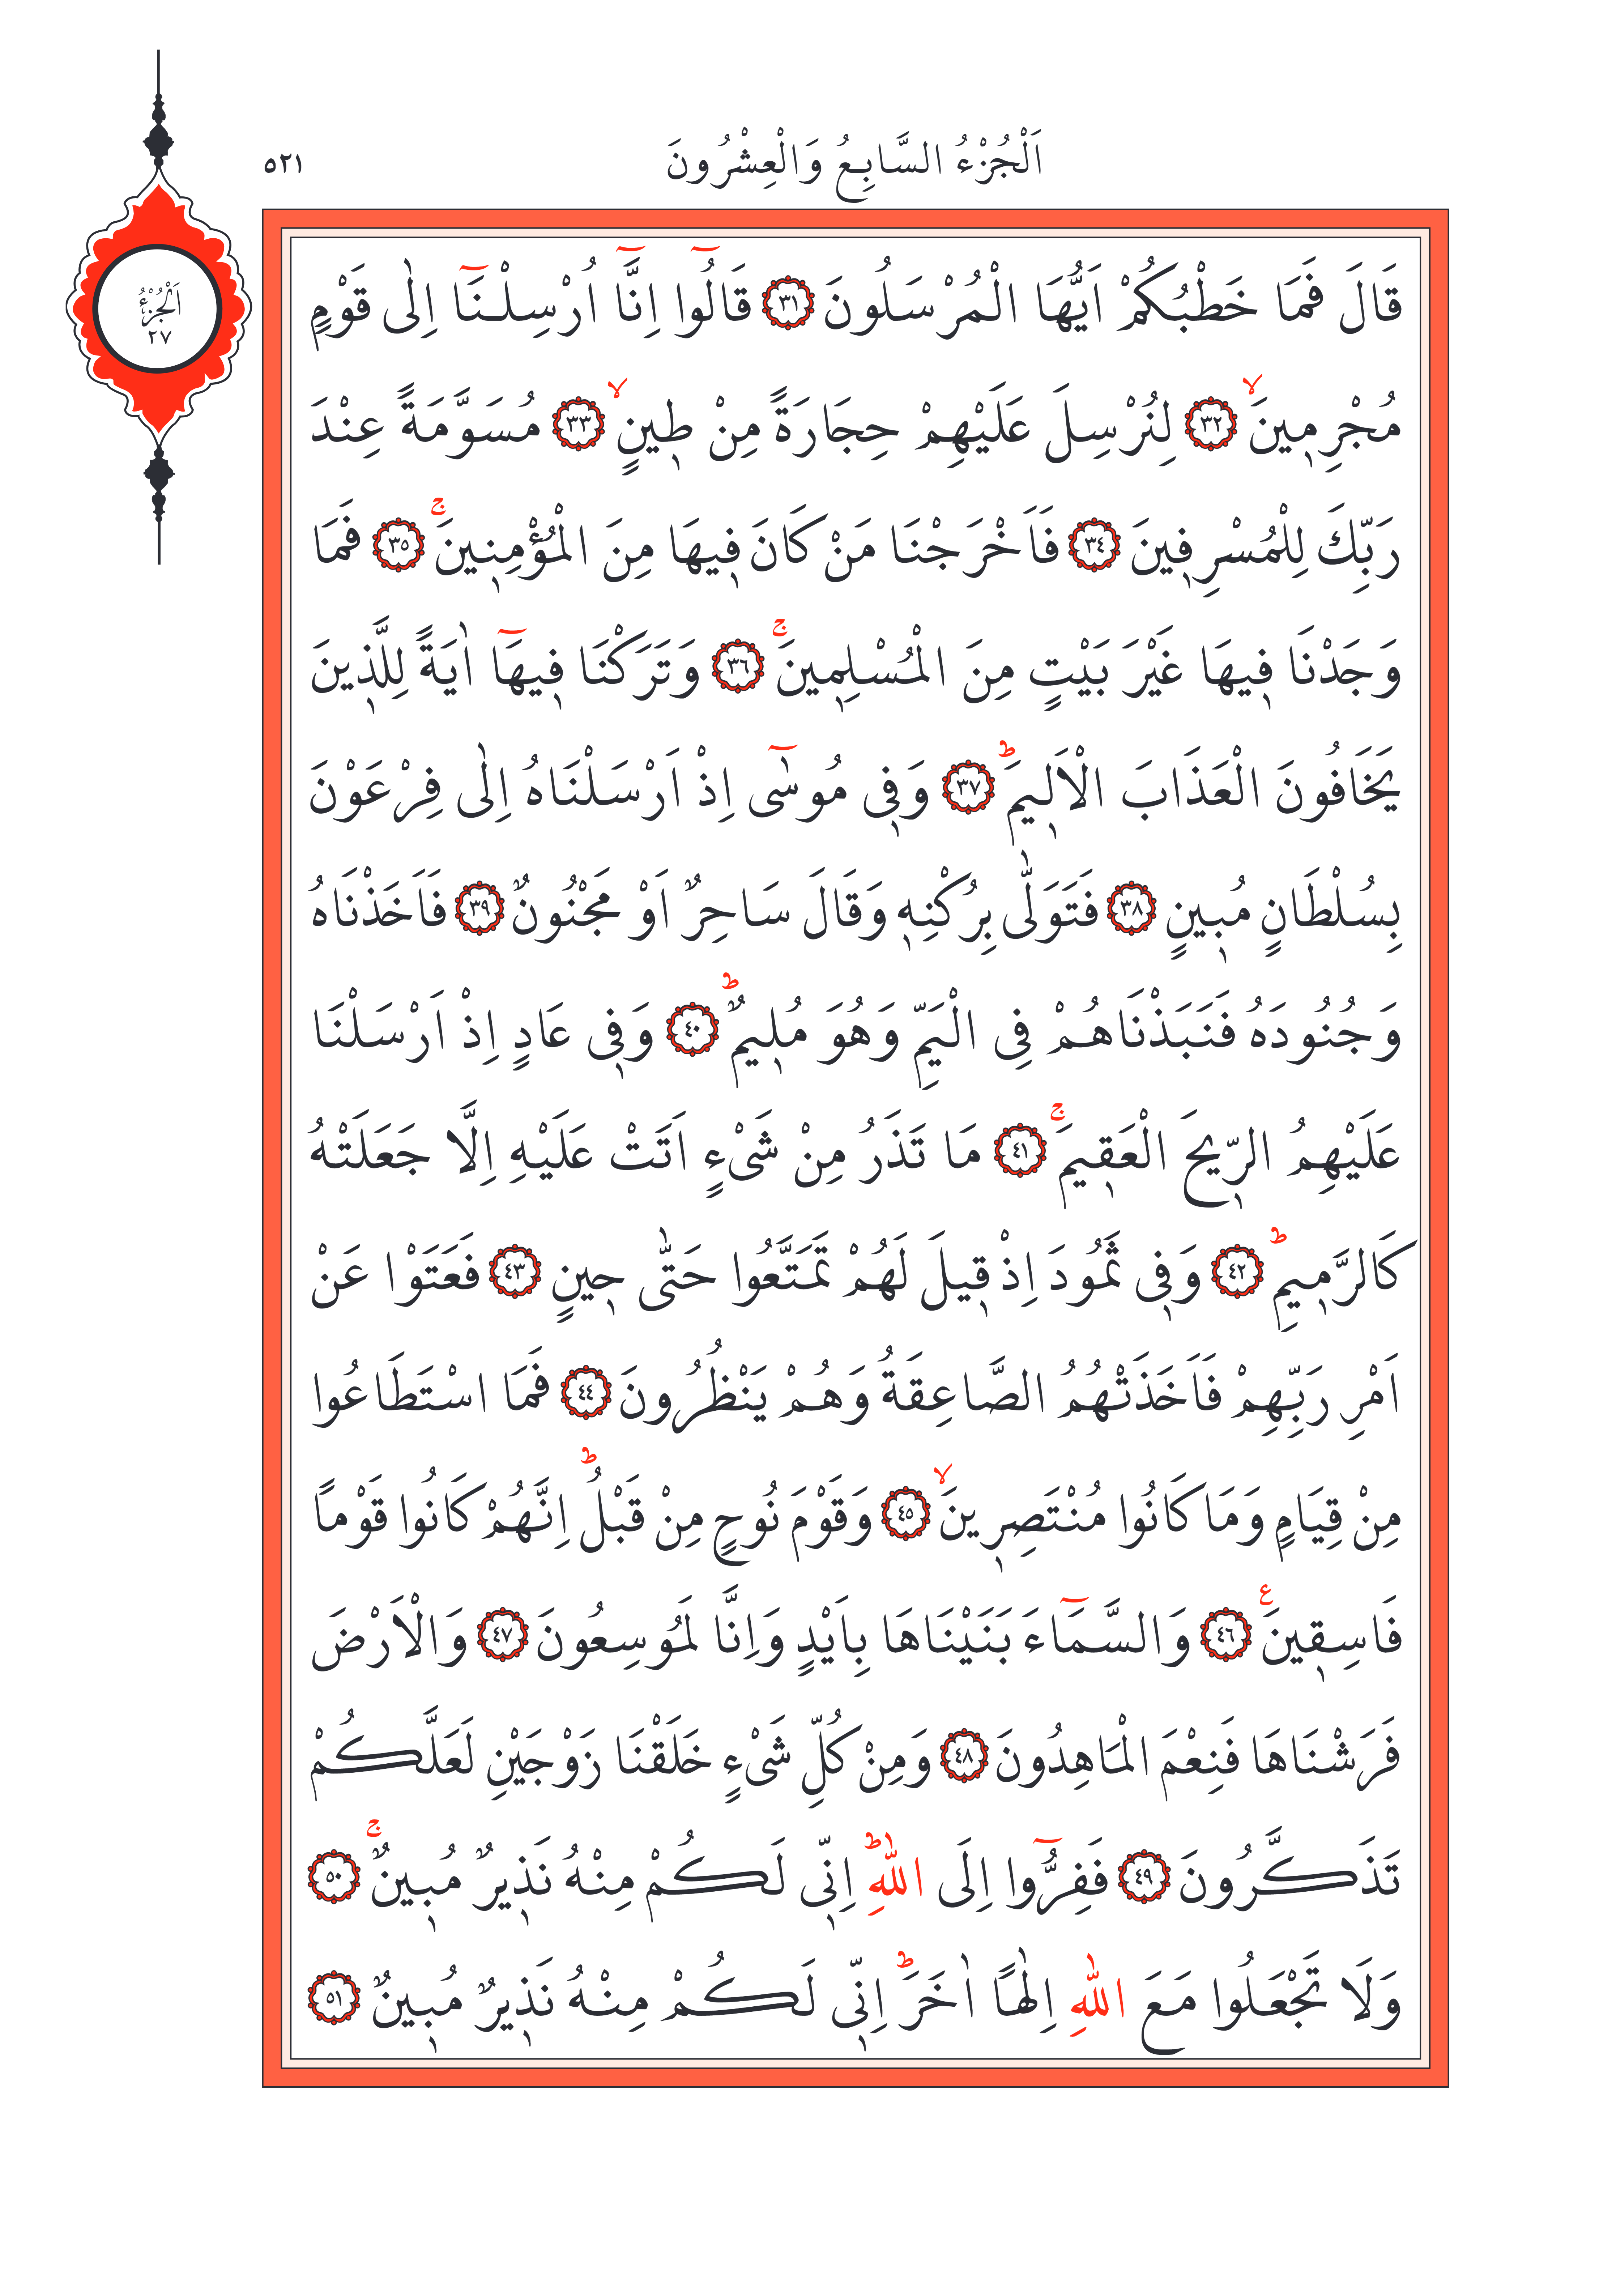 ٥٢١
اَلْجُزْءُ السَّابِعُ وَالْعِشْرُونَ
اَلْجُزْءُ
٢٧
قَالَ فَمَا خَطْبُكُمْ اَيُّهَا الْمُرْسَلُونَ ﴿٣١﴾ قَالُٓوا اِنَّٓا اُرْسِلْنَٓا اِلٰى قَوْمٍ
مُجْرِم۪ينَۙ ﴿٣٢﴾ لِنُرْسِلَ عَلَيْهِمْ حِجَارَةً مِنْ ط۪ينٍۙ ﴿٣٣﴾ مُسَوَّمَةً عِنْدَ
رَبِّكَ لِلْمُسْرِف۪ينَ ﴿٣٤﴾ فَاَخْرَجْنَا مَنْ كَانَ ف۪يهَا مِنَ الْمُؤْمِن۪ينَۚ ﴿٣٥﴾ فَمَا
وَجَدْنَا ف۪يهَا غَيْرَ بَيْتٍ مِنَ الْمُسْلِم۪ينَۚ ﴿٣٦﴾ وَتَرَكْنَا ف۪يهَٓا اٰيَةً لِلَّذ۪ينَ
يَخَافُونَ الْعَذَابَ الْاَل۪يمَۜ ﴿٣٧﴾ وَف۪ى مُوسٰٓى اِذْ اَرْسَلْنَاهُ اِلٰى فِرْعَوْنَ
بِسُلْطَانٍ مُب۪ينٍ ﴿٣٨﴾ فَتَوَلّٰى بِرُكْنِه۪ وَقَالَ سَاحِرٌ اَوْ مَجْنُونٌ ﴿٣٩﴾ فَاَخَذْنَاهُ
وَجُنُودَهُ فَنَبَذْنَاهُمْ فِى الْيَمِّ وَهُوَ مُل۪يمٌۜ ﴿٤٠﴾ وَف۪ى عَادٍ اِذْ اَرْسَلْنَا
عَلَيْهِمُ الرّ۪يحَ الْعَق۪يمَۚ ﴿٤١﴾ مَا تَذَرُ مِنْ شَىْءٍ اَتَتْ عَلَيْهِ اِلَّا جَعَلَتْهُ
كَالرَّم۪يمِۜ ﴿٤٢﴾ وَف۪ى ثَمُودَ اِذْ ق۪يلَ لَهُمْ تَمَتَّعُوا حَتّٰى ح۪ينٍ ﴿٤٣﴾ فَعَتَوْا عَنْ
اَمْرِ رَبِّهِمْ فَاَخَذَتْهُمُ الصَّاعِقَةُ وَهُمْ يَنْظُرُونَ ﴿٤٤﴾ فَمَا اسْتَطَاعُوا
مِنْ قِيَامٍ وَمَا كَانُوا مُنْتَصِر۪ينَۙ ﴿٤٥﴾ وَقَوْمَ نُوحٍ مِنْ قَبْلُۜ اِنَّهُمْ كَانُوا قَوْمًا
فَاسِق۪ينَ۟ ﴿٤٦﴾ وَالسَّمَٓاءَ بَنَيْنَاهَا بِاَيْدٍ وَاِنَّا لَمُوسِعُونَ ﴿٤٧﴾ وَالْاَرْضَ
فَرَشْنَاهَا فَنِعْمَ الْمَاهِدُونَ ﴿٤٨﴾ وَمِنْ كُلِّ شَىْءٍ خَلَقْنَا زَوْجَيْنِ لَعَلَّكُمْ
تَذَكَّرُونَ ﴿٤٩﴾ فَفِرُّٓوا اِلَى اللّٰهِۜ اِنّ۪ى لَكُمْ مِنْهُ نَذ۪يرٌ مُب۪ينٌۚ ﴿٥٠﴾
وَلَا تَجْعَلُوا مَعَ اللّٰهِ اِلٰهًا اٰخَرَۜ اِنّ۪ى لَكُمْ مِنْهُ نَذ۪يرٌ مُب۪ينٌ ﴿٥١﴾